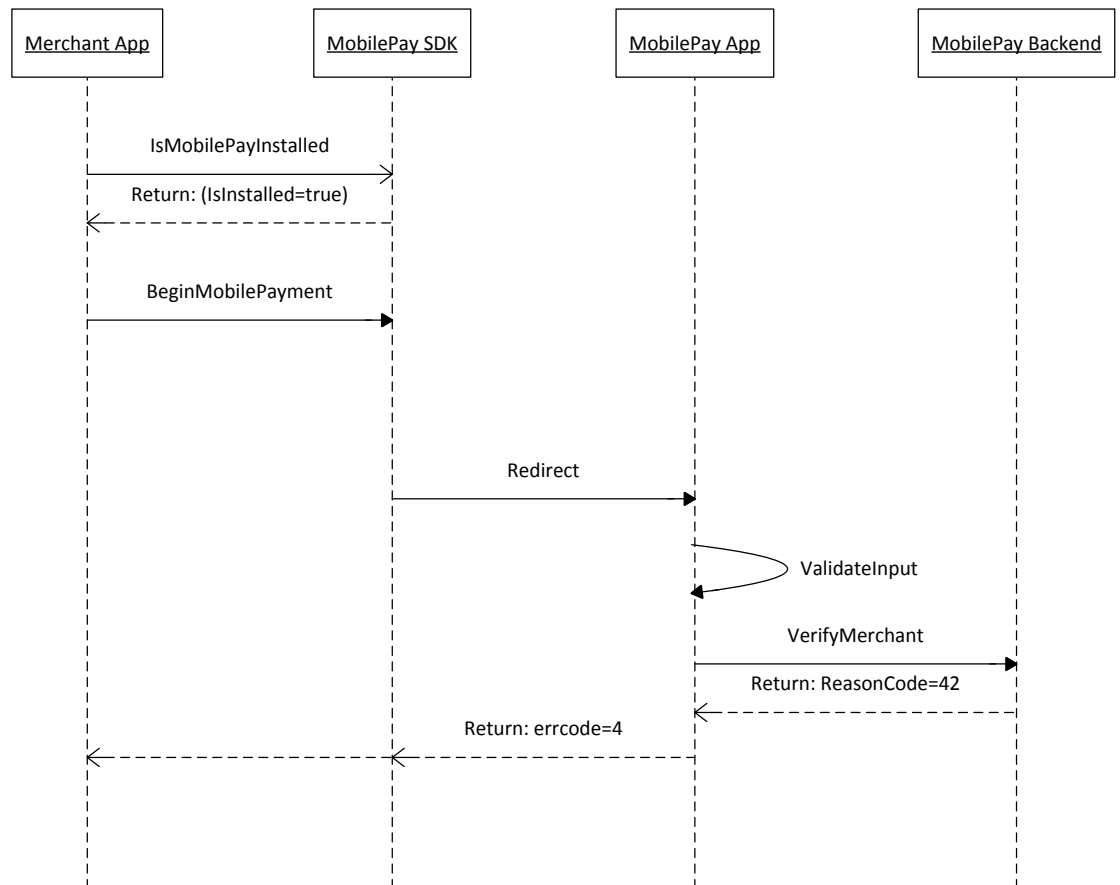 Merchant App
MobilePay SDK
MobilePay App
MobilePay Backend
IsMobilePayInstalled
Return: (IsInstalled=true)
BeginMobilePayment
Redirect
ValidateInput
VerifyMerchant
Return: ReasonCode=42
Return: errcode=4